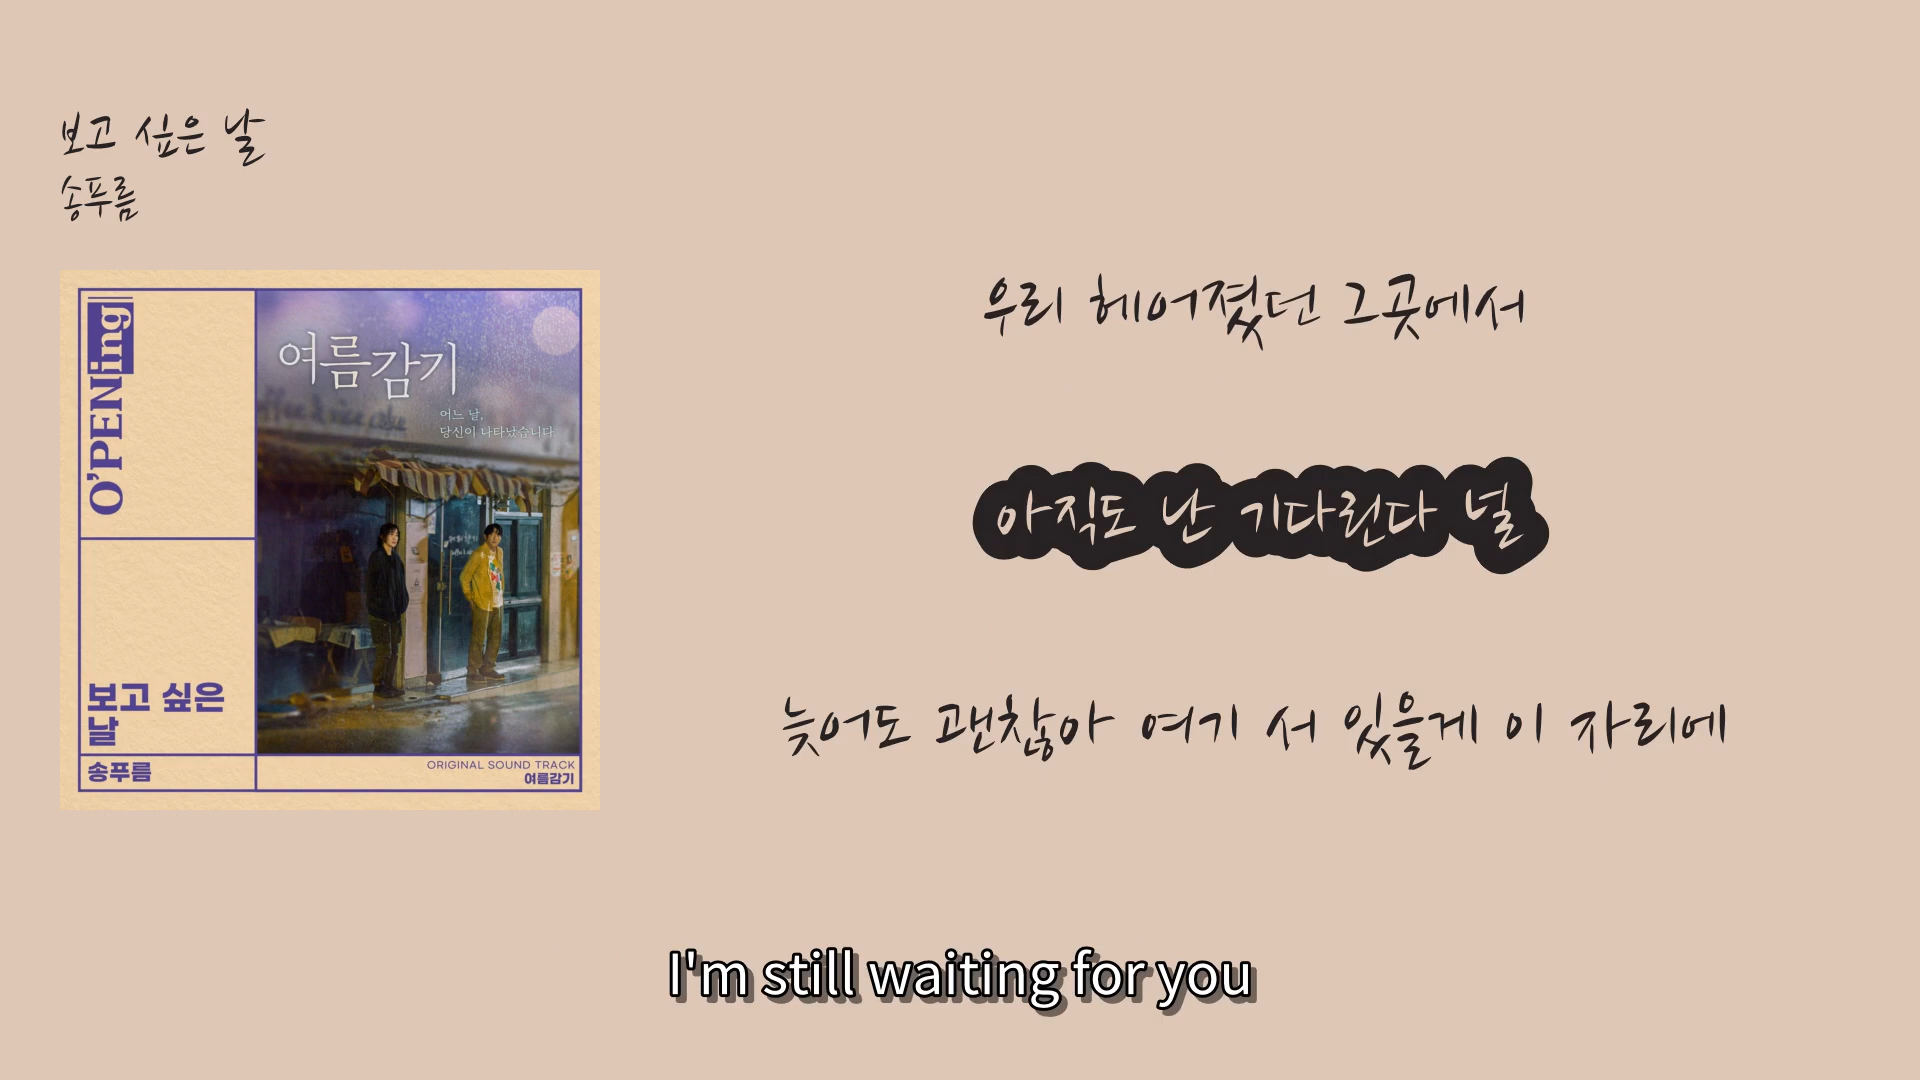 보고 싶은 날
송푸름
O'PENing
여름감기
어느 날,
당신이 나타났습니다
보고 싶은
날
송푸름
ORIGINAL SOUND TRACK
여름감기
우리 헤어졌던 그곳에서
아직도 난 기다린다 널
늦어도 괜찮아 여기 서 있을게 이 자리에
I'm still waiting for you